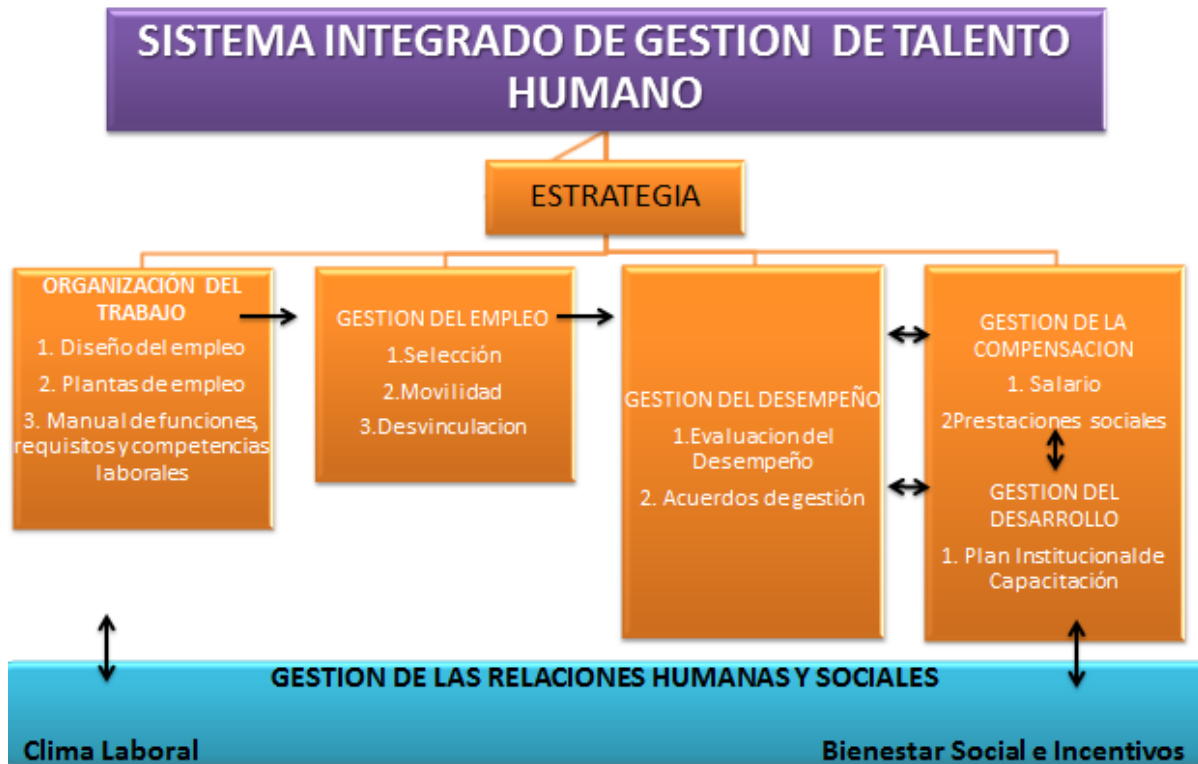 SISTEMA INTEGRADO DE GESTION DE TALENTO
HUMANO
ESTRATEGIA
ORGANIZACIÓN DEL
TRABAJO
1. Diseño del empleo
2. Plantas de empleo
3. Manual de funciones,
requisitos y competencias
laborales
GESTION DEL EMPLEO
1.Selección
2.Movilidad
3.Desvinculacion
GESTION DEL DESEMPEÑO
1.Evaluacion del
Desempeño
2. Acuerdos de gestión
GESTION DE LA
COMPENSACION
1. Salario
2Prestaciones sociales
GESTION DEL
DESARROLLO
1. Plan Institucional de
Capacitación
GESTION DE LAS RELACIONES HUMANAS Y SOCIALES
Clima Laboral
Bienestar Social e Incentivos